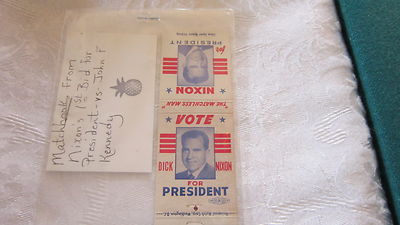 Matchbook From
Nixon's 1st Bid for
President -vs- John F
Kennedy
for
PRESIDENT
NIXON
"THE MATCHLESS MAN"
VOTE
DICK NIXON
FOR
PRESIDENT